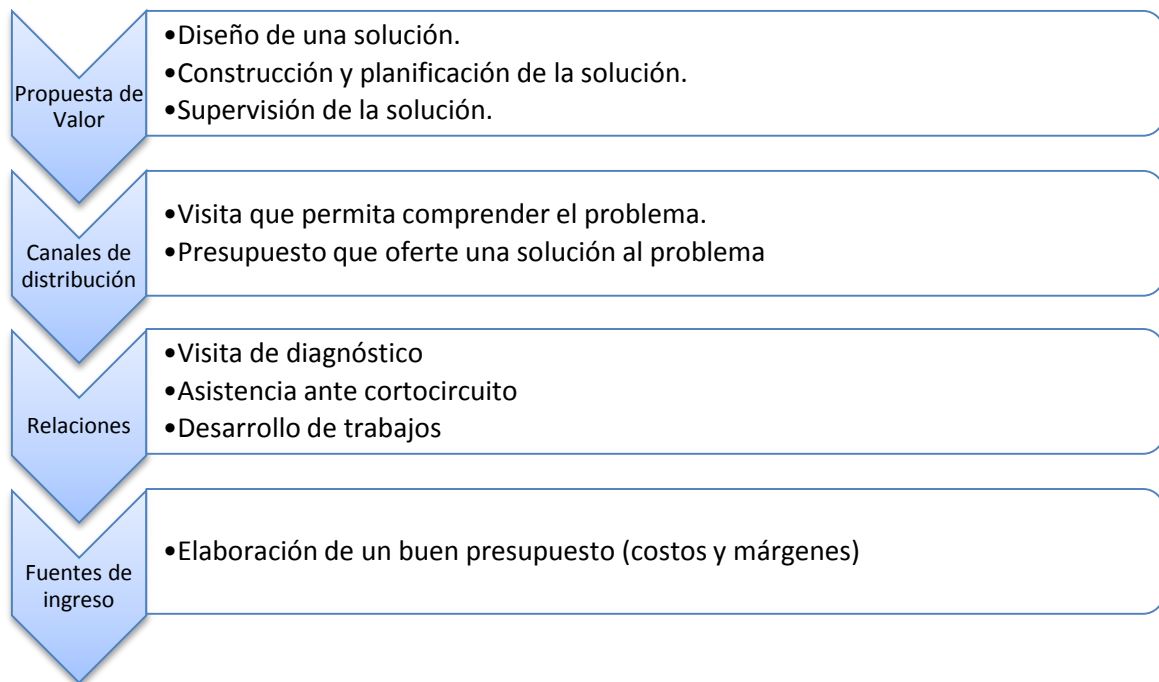 Propuesta de
Valor
•Diseño de una solución.
•Construcción y planificación de la solución.
•Supervisión de la solución.
Canales de
distribución
•Visita que permita comprender el problema.
•Presupuesto que oferte una solución al problema
Relaciones
•Visita de diagnóstico
•Asistencia ante cortocircuito
•Desarrollo de trabajos
Fuentes de
ingreso
•Elaboración de un buen presupuesto (costos y márgenes)